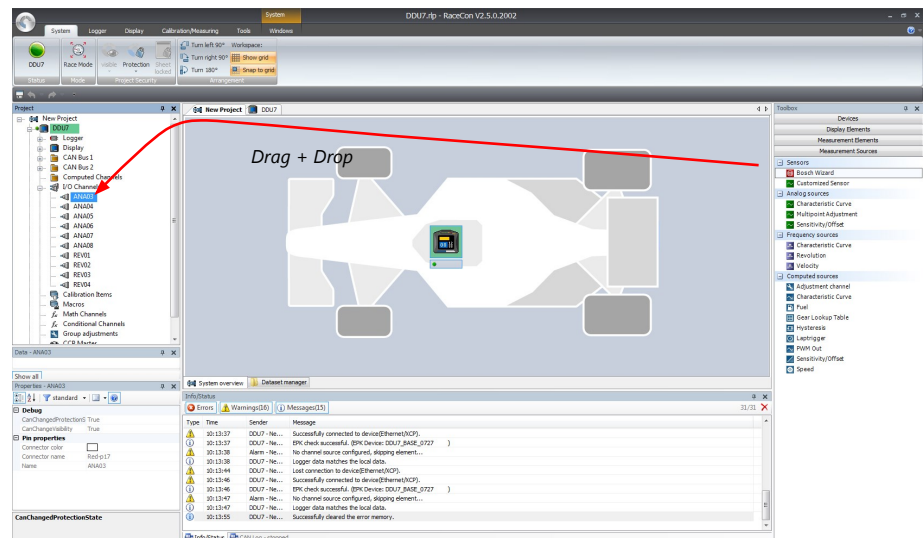 System
DDU7.rlp - RaceCon V2.5.0.2002
System Logger Display Calibration/Measuring Tools Windows
DDU7
Status
Race Mode
Mode
visible Protection Sheet locked
Project Security
Turn left 90° Workspace:
Turn right 90° Show grid
Turn 180° Snap to grid
Arrangement
Project
New Project
DDU7
Logger
Display
CAN Bus 1
CAN Bus 2
Computed Channels
I/O Channels
ANA03
ANA04
ANA05
ANA06
ANA07
ANA08
REV01
REV02
REV03
REV04
Calibration Items
Macros
fx Math Channels
fx Conditional Channels
Group adjustments
CCP Master
Data - ANA03
Show all
Properties - ANA03
standard
Debug
CanChangedProtectionS True
CanChangeVisibility True
Pin properties
Connector color
Connector name Red-p17
Name ANA03
CanChangedProtectionState
New Project DDU7
Drag + Drop
System overview Dataset manager
Info/Status
Errors Warnings(16) Messages(15) 31/31
Type Time Sender Message
10:13:37 DDU7 - Ne... Successfully connected to device(Ethernet/XCP).
10:13:37 DDU7 - Ne... EPK check successful. (EPK Device: DDU7_BASE_0727 )
10:13:38 Alarm - Ne... No channel source configured, skipping element...
10:13:38 DDU7 - Ne... Logger data matches the local data.
10:13:44 DDU7 - Ne... Lost connection to device(Ethernet/XCP).
10:13:46 DDU7 - Ne... Successfully connected to device(Ethernet/XCP).
10:13:46 DDU7 - Ne... EPK check successful. (EPK Device: DDU7_BASE_0727 )
10:13:47 Alarm - Ne... No channel source configured, skipping element...
10:13:47 DDU7 - Ne... Logger data matches the local data.
10:13:55 DDU7 - Ne... Successfully cleared the error memory.
Info/Status CAN Log - stopped
Toolbox
Devices
Display Elements
Measurement Elements
Measurement Sources
Sensors
Bosch Wizard
Customized Sensor
Analog sources
Characteristic Curve
Multipoint Adjustment
Sensitivity/Offset
Frequency sources
Characteristic Curve
Revolution
Velocity
Computed sources
Adjustment channel
Characteristic Curve
Fuel
Gear Lookup Table
Hysteresis
Laptrigger
PWM Out
Sensitivity/Offset
Speed